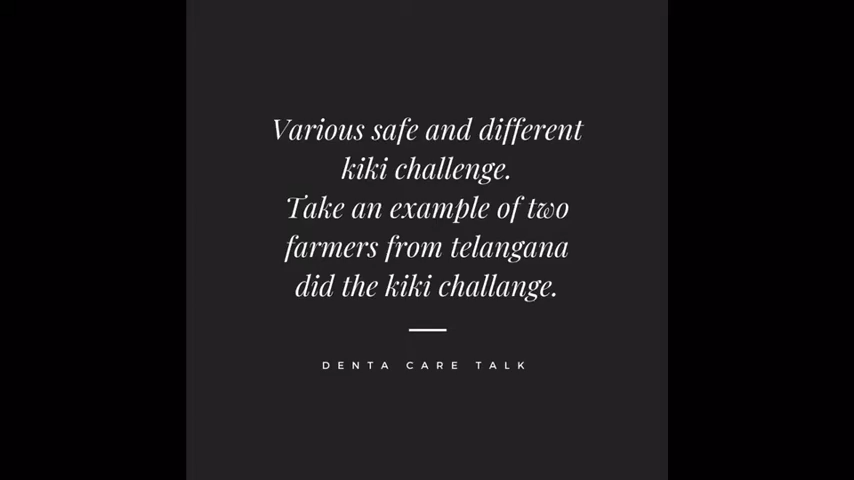 Various safe and different
kiki challenge.
Take an example of two
farmers from telangana
did the kiki challange.
DENTA CARE TALK